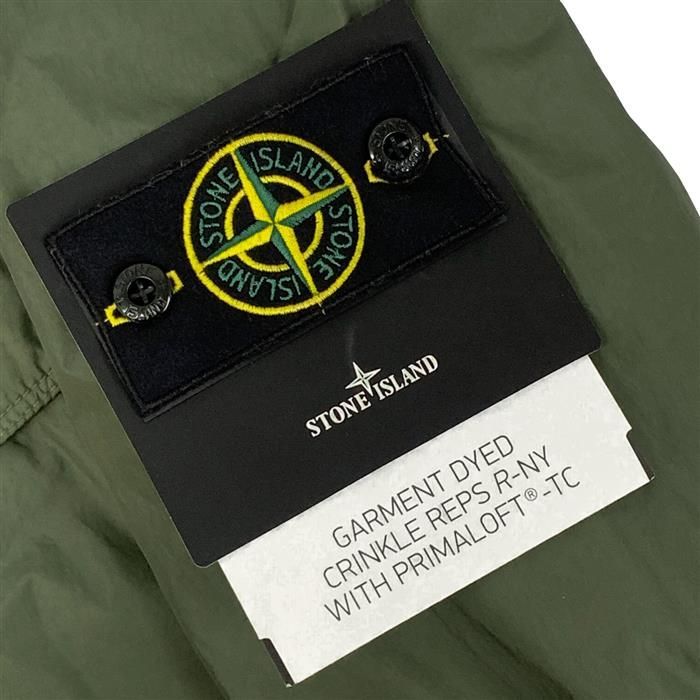 STONE ISLAND
STONE ISLAND
STONE ISLAND
GARMENT DYED
CRINKLE REPS R-NY
WITH PRIMALOFT®-TC